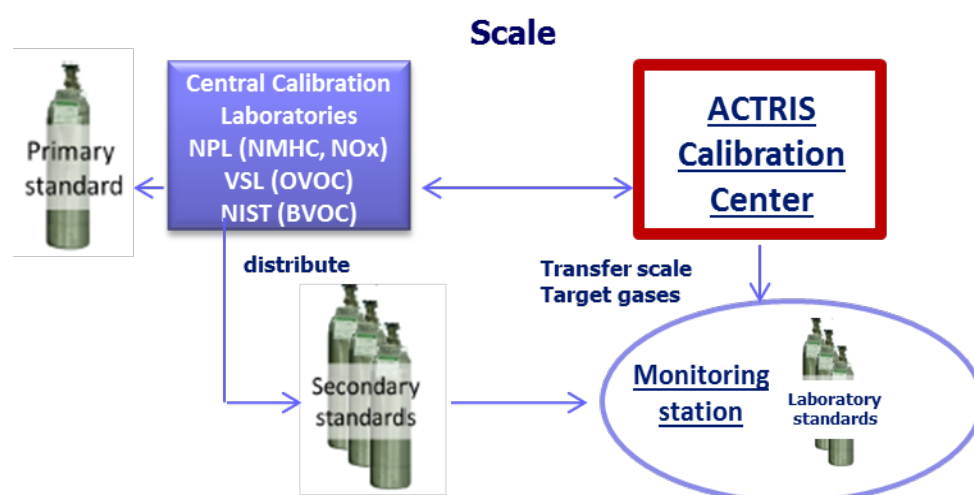 Scale
Primary
standard
Central Calibration
Laboratories
NPL (NMHC, NOx)
VSL (OVOC)
NIST (BVOC)
ACTRIS
Calibration
Center
distribute
Transfer scale
Target gases
Secondary
standards
Monitoring
station
Laboratory
standards